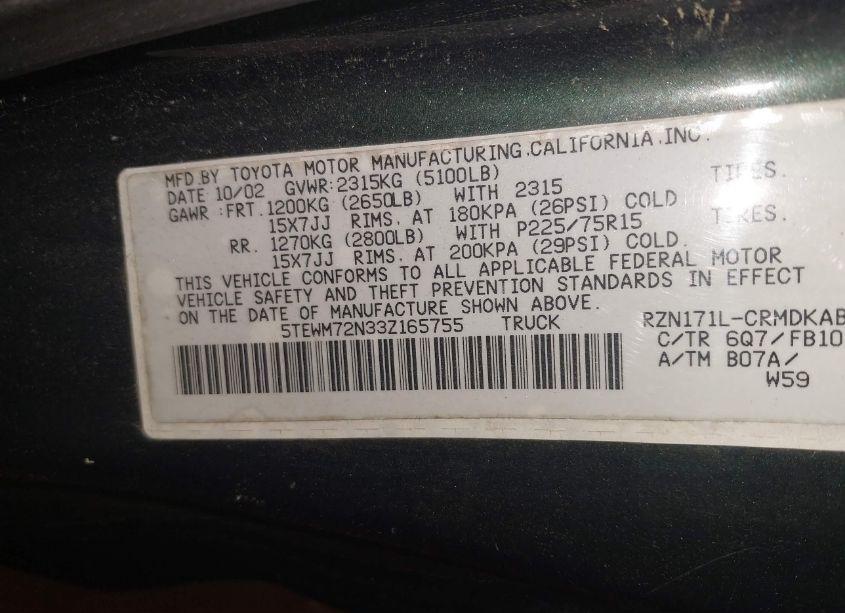 MFD.BY TOYOTA MOTOR MANUFACTURING.CALIFORNIA.INC.
DATE 10/02 GVWR:2315KG (5100LB)
GAWR :FRT.1200KG (2650LB) WITH 2315 TIRES.
15X7JJ RIMS. AT 180KPA (26PSI) COLD
RR. 1270KG (2800LB) WITH P225/75R15 TIRES.
15X7JJ RIMS. AT 200KPA (29PSI) COLD.
THIS VEHICLE CONFORMS TO ALL APPLICABLE FEDERAL MOTOR
VEHICLE SAFETY AND THEFT PREVENTION STANDARDS IN EFFECT
ON THE DATE OF MANUFACTURE SHOWN ABOVE.
5TEWM72N33Z165755 TRUCK RZN171L-CRMDKAB
C/TR 6Q7/FB10
A/TM B07A/
W59